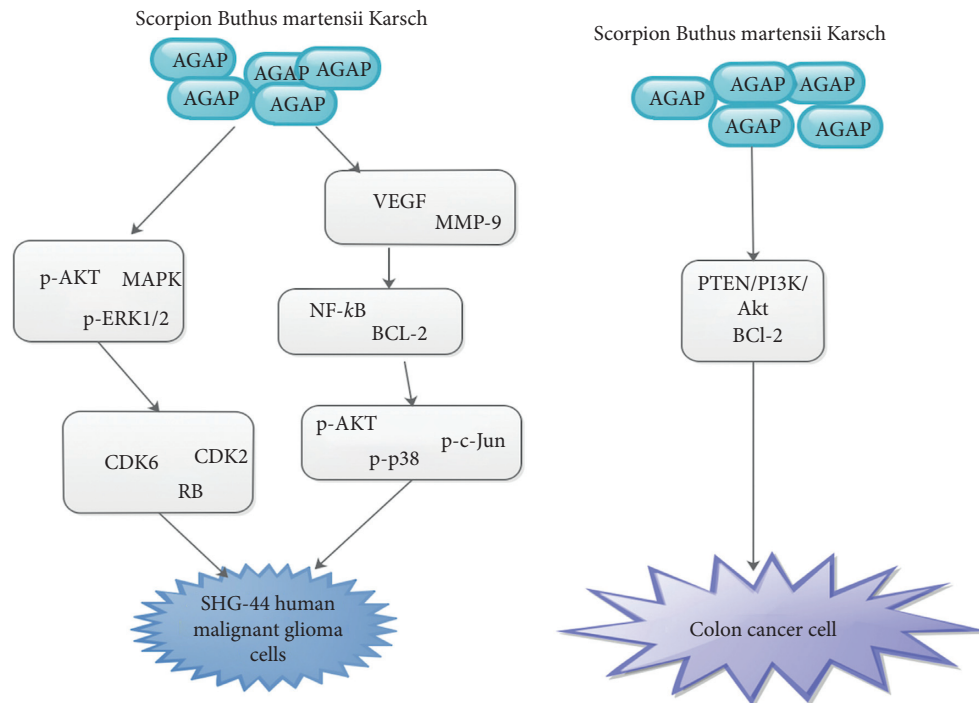 Scorpion Buthus martensii Karsch
AGAP
AGAP
AGAP
AGAP
AGAP
VEGF
MMP-9
p-AKT
MAPK
p-ERK1/2
NF-kB
BCL-2
CDK6
CDK2
RB
p-AKT
p-c-Jun
p-p38
SHG-44 human
malignant glioma
cells
Scorpion Buthus martensii Karsch
AGAP
AGAP
AGAP
AGAP
AGAP
PTEN/PI3K/
Akt
BCl-2
Colon cancer cell